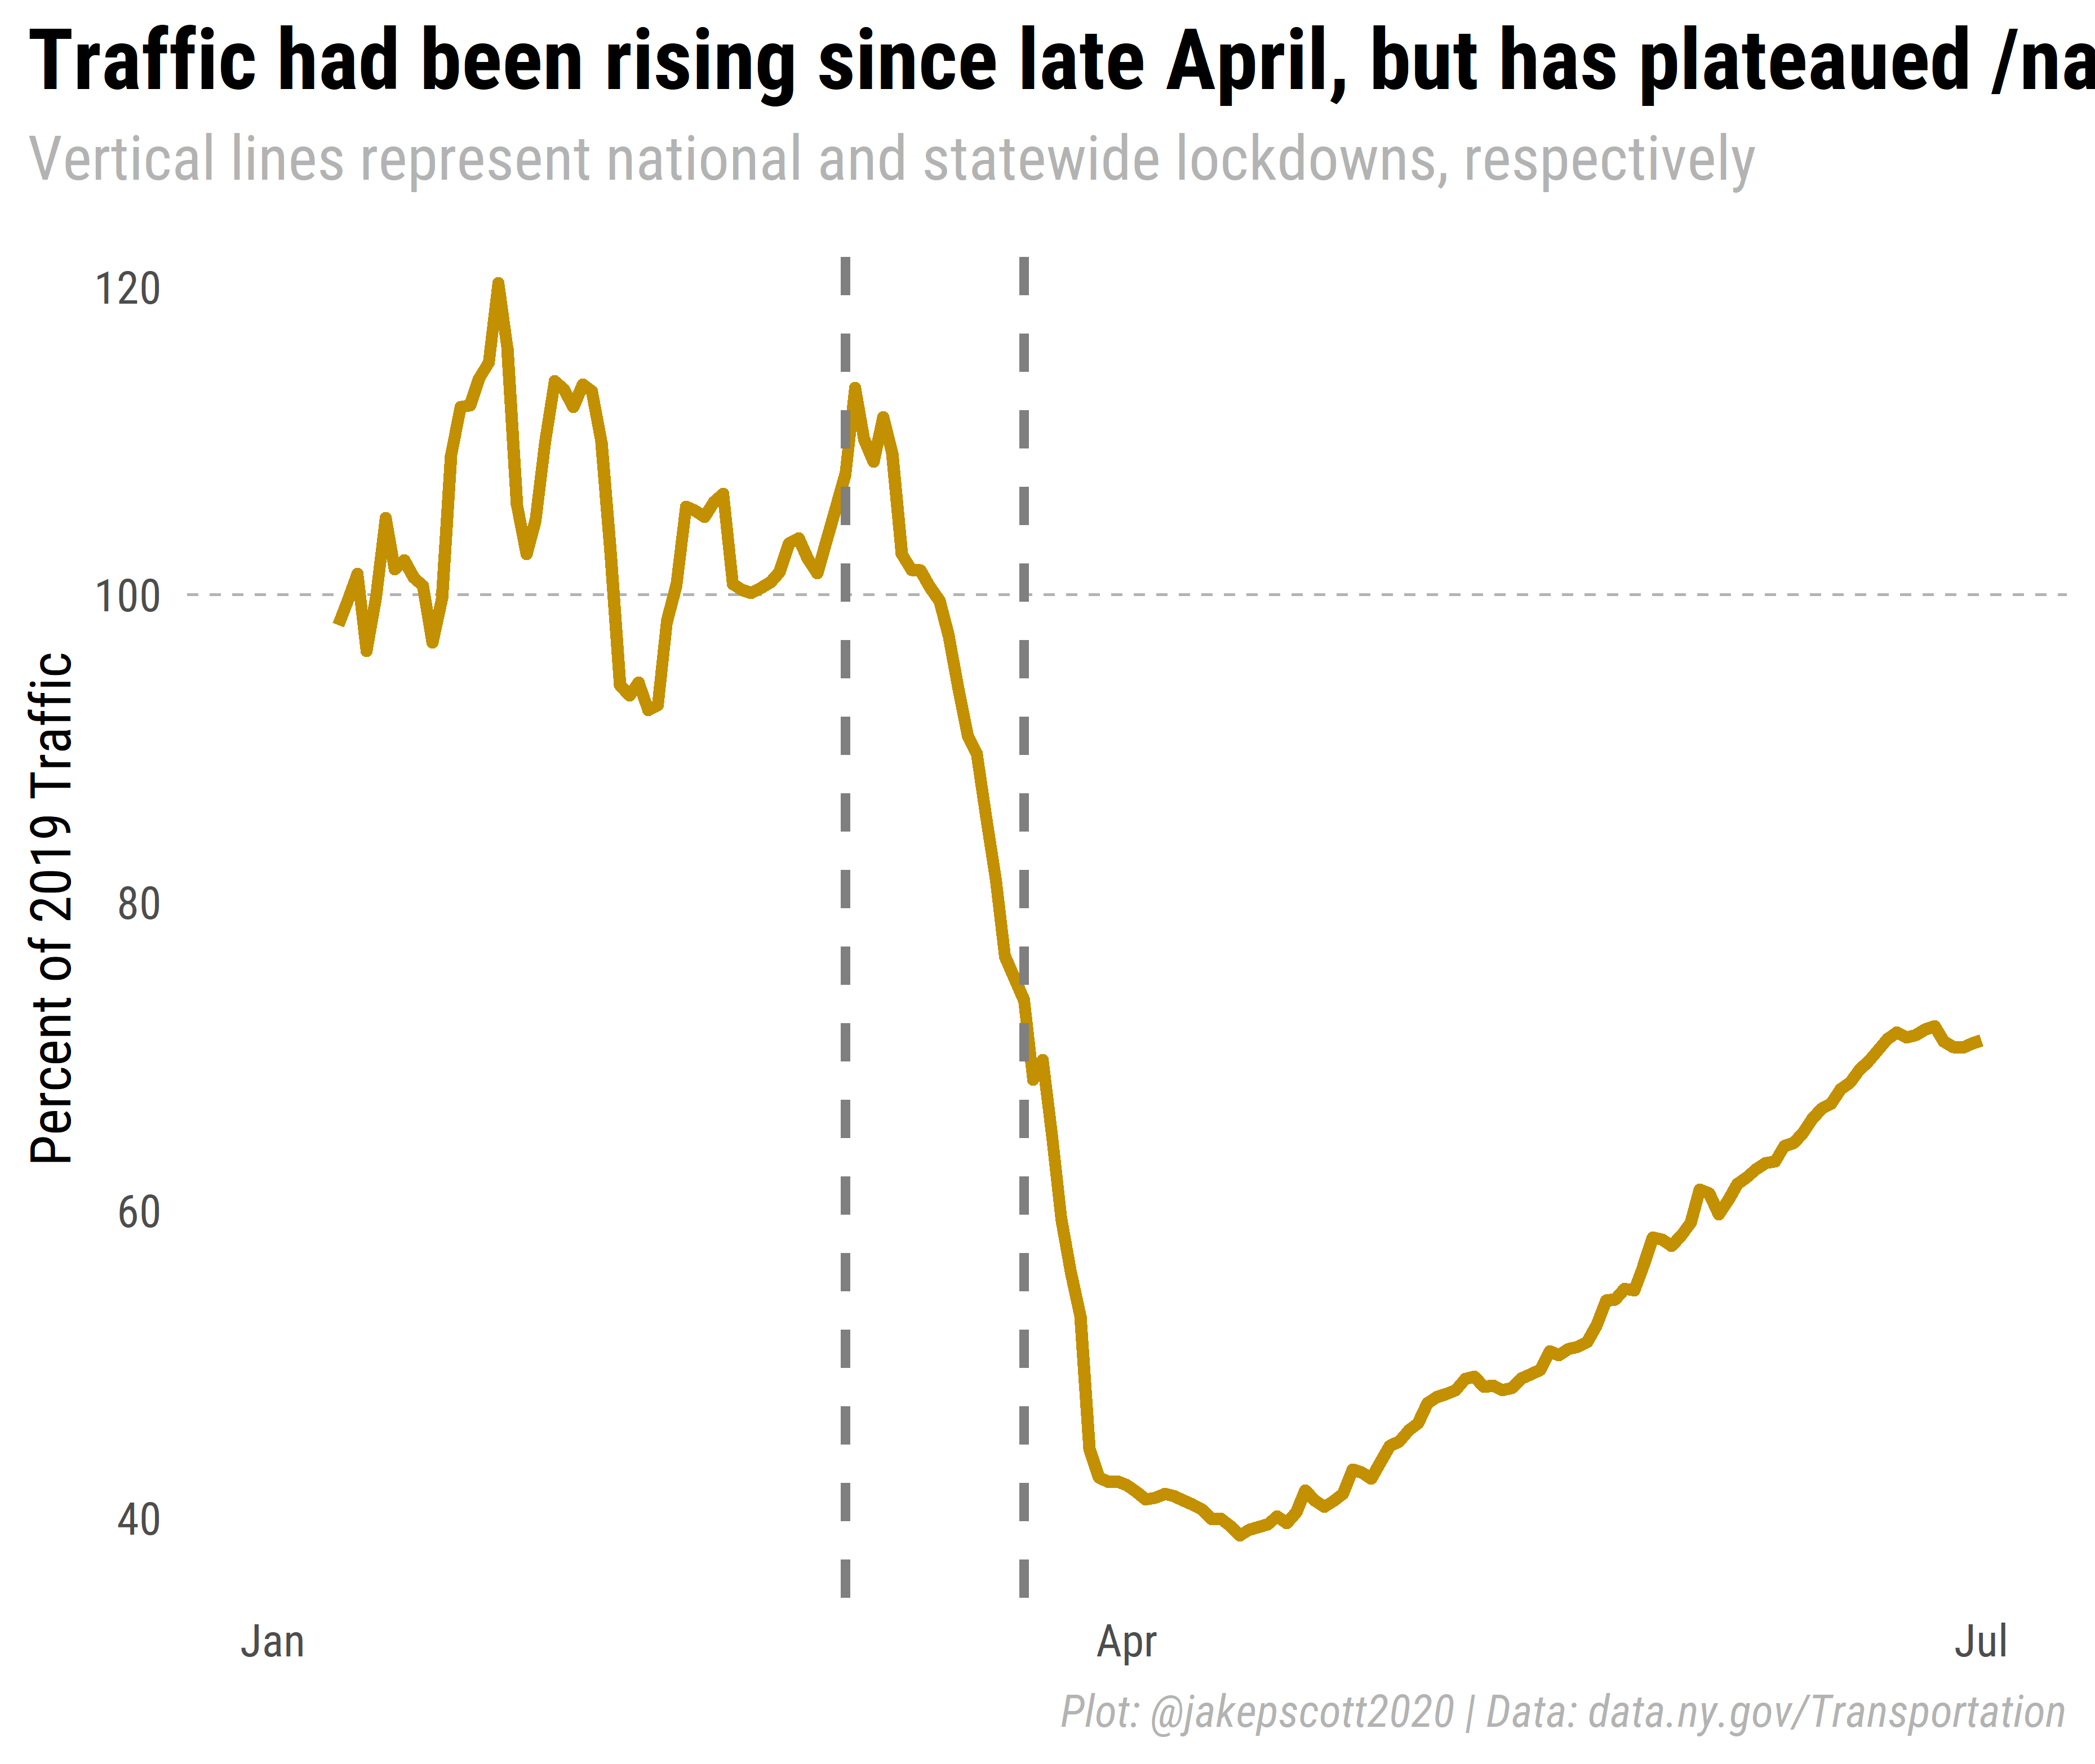 Traffic had been rising since late April, but has plateaued /na
Vertical lines represent national and statewide lockdowns, respectively
120
100
80
60
40
Percent of 2019 Traffic
Jan Apr Jul
Plot: @jakepscott2020 | Data: data.ny.gov/Transportation